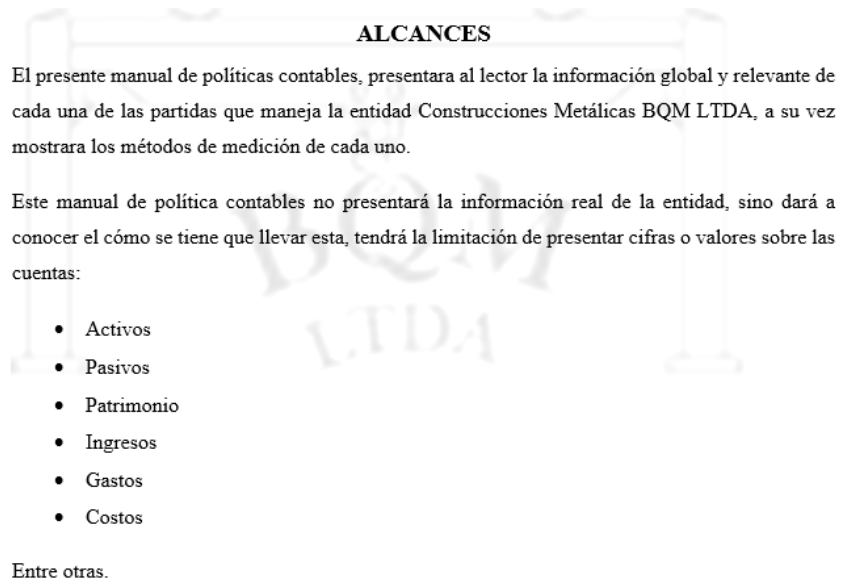 ALCANCES
El presente manual de políticas contables, presentara al lector la información global y relevante de
cada una de las partidas que maneja la entidad Construcciones Metálicas BQM LTDA, a su vez
mostrara los métodos de medición de cada uno.
Este manual de política contables no presentará la información real de la entidad, sino dará a
conocer el cómo se tiene que llevar esta, tendrá la limitación de presentar cifras o valores sobre las
cuentas:
• Activos
• Pasivos
• Patrimonio
• Ingresos
• Gastos
• Costos
Entre otras.
BQM
LTDA